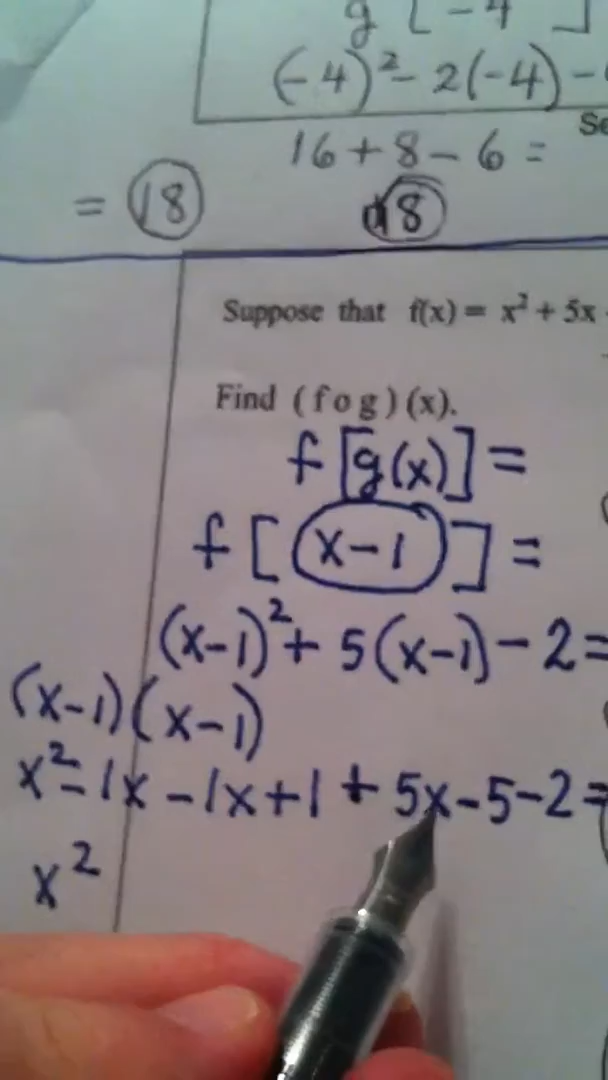 g [ -4 ]
(-4)² - 2(-4) -
16 + 8 - 6 =
= 18
18
Suppose that f(x) = x² + 5x
Find (f o g)(x).
f [g(x)] =
f [(x-1)] =
(x-1)² + 5(x-1) - 2 =
(x-1)(x-1)
x² - 1x - 1x + 1 + 5x - 5 - 2 =
x²